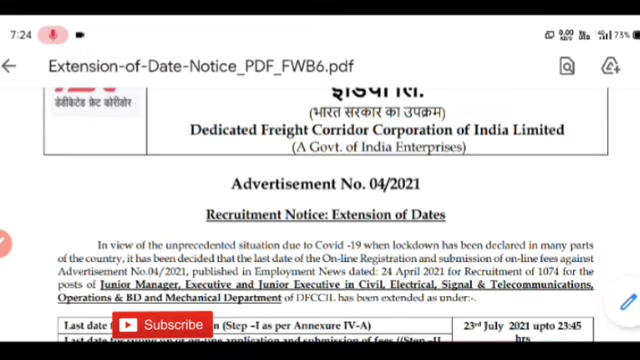 7:24
0.00
73%
Extension-of-Date-Notice_PDF_FWB6.pdf
डेडीकेटेड फ्रेट कोरीडोर
इंडिया लि.
(भारत सरकार का उपक्रम)
Dedicated Freight Corridor Corporation of India Limited
(A Govt. of India Enterprises)
Advertisement No. 04/2021
Recruitment Notice: Extension of Dates
In view of the unprecedented situation due to Covid -19 when lockdown has been declared in many parts
of the country, it has been decided that the last date of the On-line Registration and submission of on-line fees against
Advertisement No.04/2021, published in Employment News dated: 24 April 2021 for Recruitment of 1074 for the
posts of Junior Manager, Executive and Junior Executive in Civil, Electrical, Signal & Telecommunications,
Operations & BD and Mechanical Department of DFCCIL has been extended as under:-
Last date f (Step -I as per Annexure IV-A) 23rd July 2021 upto 23:45
Subscribe
hrs